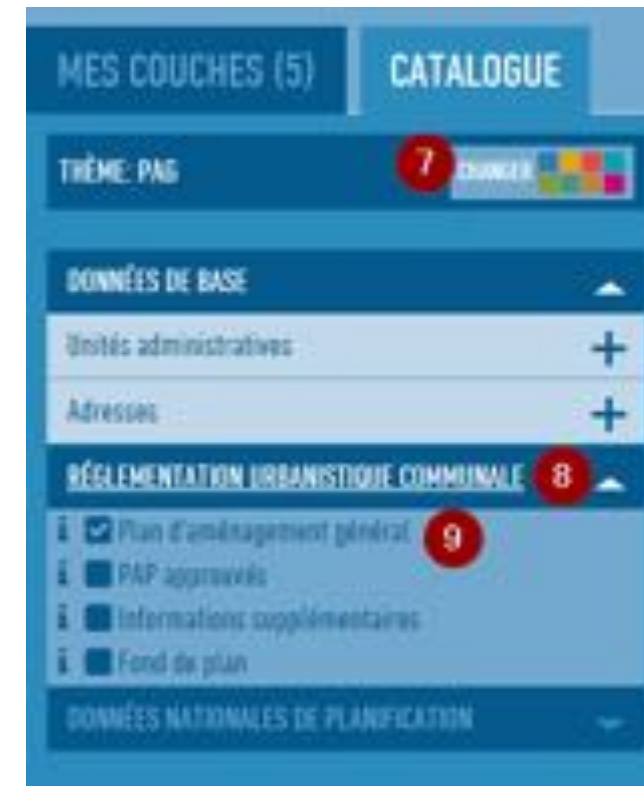 MES COUCHES (5) CATALOGUE
THÈME: PAG 7 CHANGER
DONNÉES DE BASE
Unités administratives
Adresses
RÉGLEMENTATION URBANISTIQUE COMMUNALE 8
i Plan d'aménagement général 9
i PAP approuvés
i Informations supplémentaires
i Fond de plan
DONNÉES NATIONALES DE PLANIFICATION